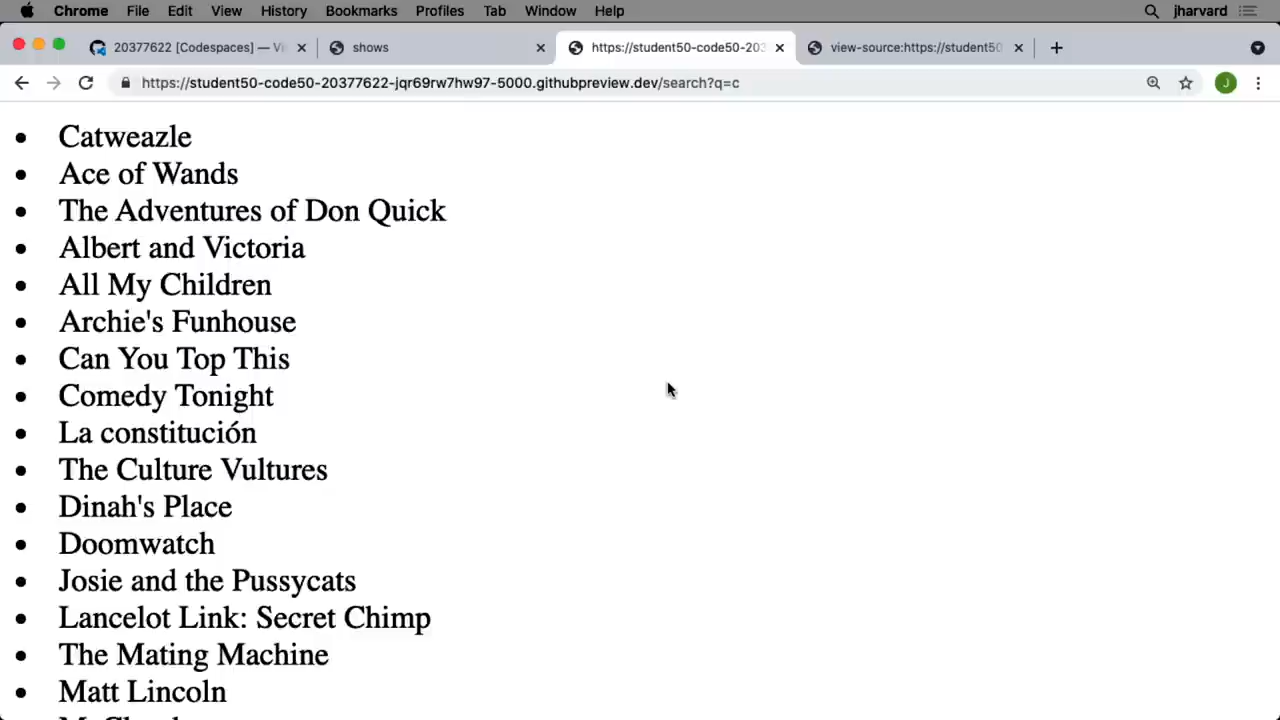 Chrome File Edit View History Bookmarks Profiles Tab Window Help jharvard
20377622 [Codespaces] — Vi shows https://student50-code50-203 view-source:https://student50
https://student50-code50-20377622-jqr69rw7hw97-5000.githubpreview.dev/search?q=c J
Catweazle
Ace of Wands
The Adventures of Don Quick
Albert and Victoria
All My Children
Archie's Funhouse
Can You Top This
Comedy Tonight
La constitución
The Culture Vultures
Dinah's Place
Doomwatch
Josie and the Pussycats
Lancelot Link: Secret Chimp
The Mating Machine
Matt Lincoln